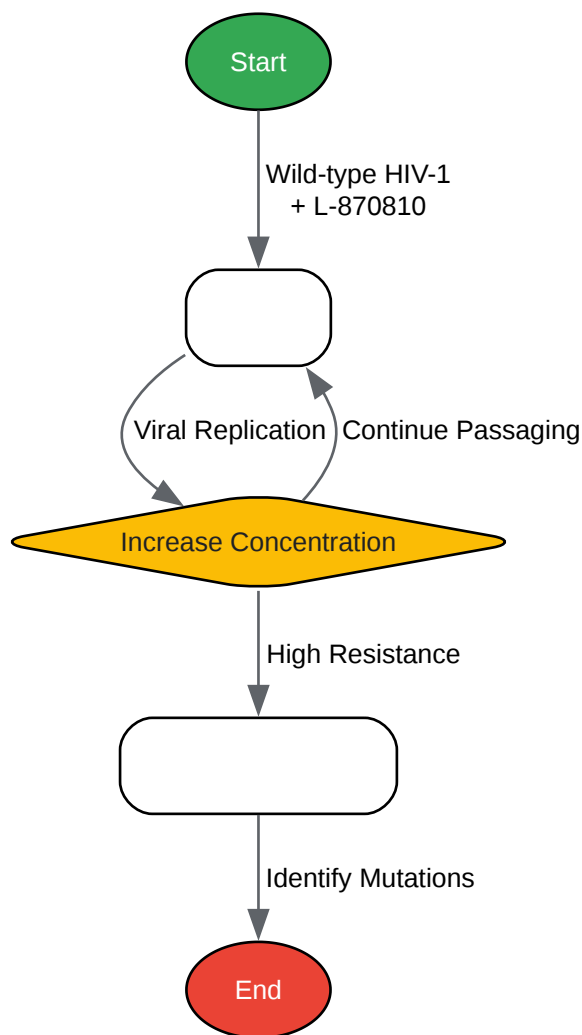 Start
Wild-type HIV-1
+ L-870810
Viral Replication
Continue Passaging
Increase Concentration
High Resistance
Identify Mutations
End